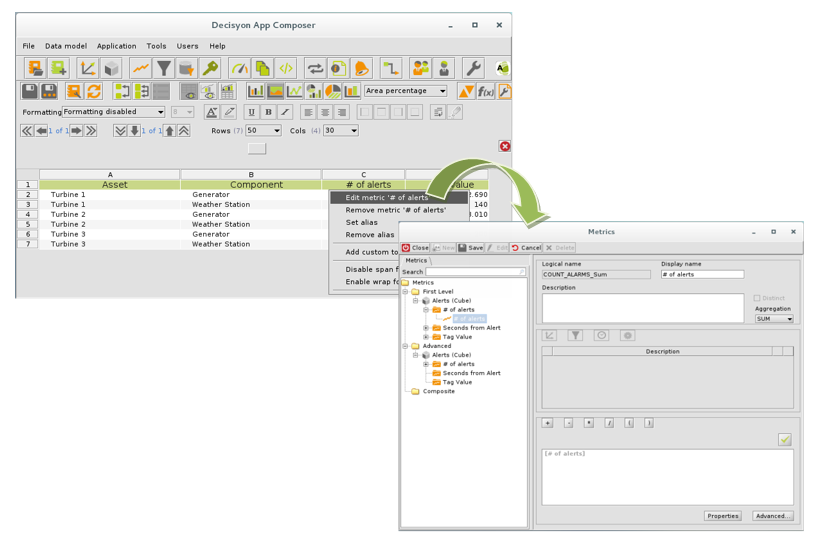 Decisyon App Composer
File Data model Application Tools Users Help
Area percentage
f(x)
Formatting Formatting disabled 8
A U B I
1 of 1 1 of 1 Rows (7) 50 Cols (4) 30
A B C
1 Asset Component # of alerts
2 Turbine 1 Generator 2.690
3 Turbine 1 Weather Station 140
4 Turbine 2 Generator .010
5 Turbine 2 Weather Station
6 Turbine 3 Generator
7 Turbine 3 Weather Station
Edit metric '# of alerts'
Remove metric '# of alerts'
Set alias
Remove alias
Add custom to
Disable span f
Enable wrap fo
Metrics
Close New Save Edit Cancel Delete
Metrics
Search
Metrics
First Level
Alerts (Cube)
# of alerts
# of alerts
Seconds from Alert
Tag Value
Advanced
Alerts (Cube)
# of alerts
Seconds from Alert
Tag Value
Composite
Logical name Display name
COUNT_ALARMS_Sum # of alerts
Description
Distinct
Aggregation
SUM
Description
+ - * / ( )
[# of alerts]
Properties Advanced...